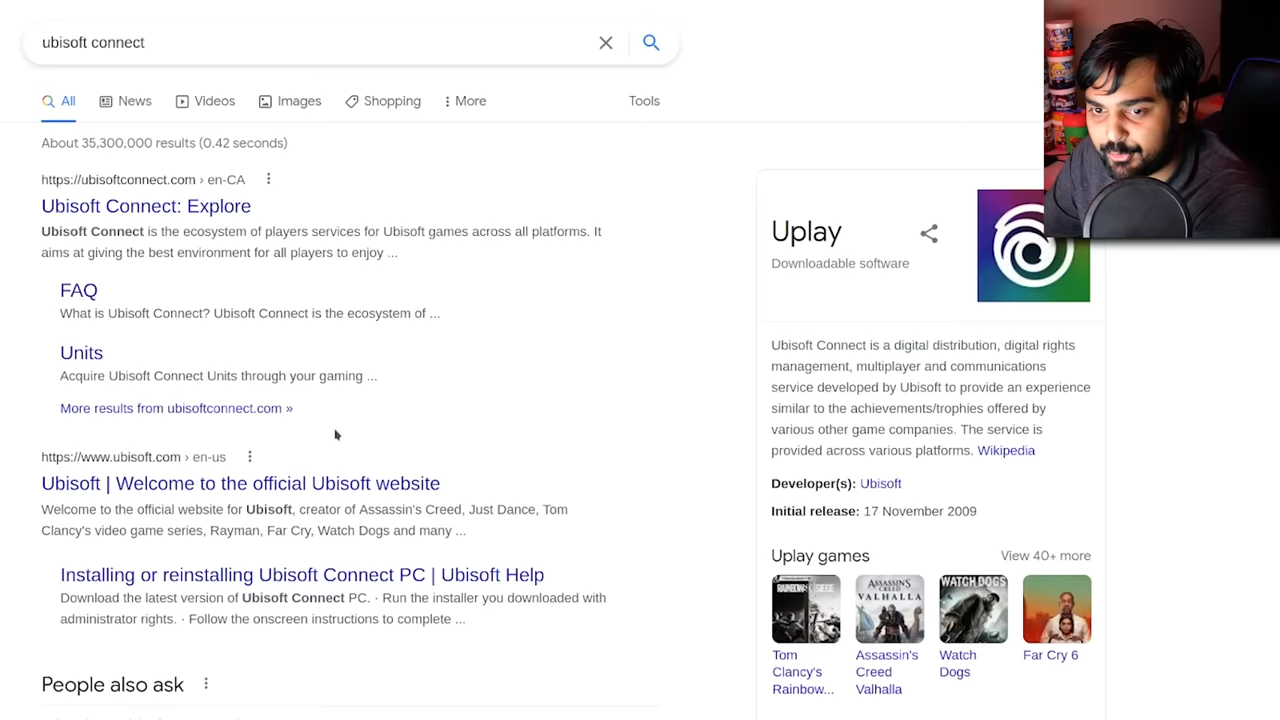 ubisoft connect
All
News
Videos
Images
Shopping
More
Tools
About 35,300,000 results (0.42 seconds)
https://ubisoftconnect.com › en-CA
Ubisoft Connect: Explore
Ubisoft Connect is the ecosystem of players services for Ubisoft games across all platforms. It
aims at giving the best environment for all players to enjoy ...
FAQ
What is Ubisoft Connect? Ubisoft Connect is the ecosystem of ...
Units
Acquire Ubisoft Connect Units through your gaming ...
More results from ubisoftconnect.com »
https://www.ubisoft.com › en-us
Ubisoft | Welcome to the official Ubisoft website
Welcome to the official website for Ubisoft, creator of Assassin's Creed, Just Dance, Tom
Clancy's video game series, Rayman, Far Cry, Watch Dogs and many ...
Installing or reinstalling Ubisoft Connect PC | Ubisoft Help
Download the latest version of Ubisoft Connect PC. · Run the installer you downloaded with
administrator rights. · Follow the onscreen instructions to complete ...
People also ask
Uplay
Downloadable software
Ubisoft Connect is a digital distribution, digital rights
management, multiplayer and communications
service developed by Ubisoft to provide an experience
similar to the achievements/trophies offered by
various other game companies. The service is
provided across various platforms. Wikipedia
Developer(s): Ubisoft
Initial release: 17 November 2009
Uplay games
View 40+ more
RAINBOW SIX SIEGE
ASSASSIN'S
CREED
VALHALLA
WATCH DOGS
Tom
Clancy's
Rainbow...
Assassin's
Creed
Valhalla
Watch
Dogs
Far Cry 6